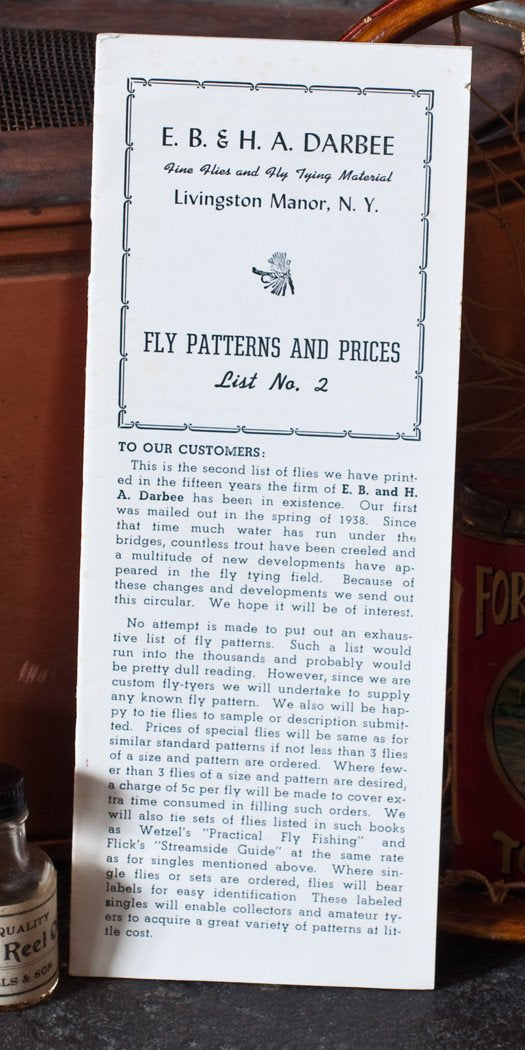 E. B. & H. A. DARBEE
Fine Flies and Fly Tying Material
Livingston Manor, N. Y.
FLY PATTERNS AND PRICES
List No. 2
TO OUR CUSTOMERS:
This is the second list of flies we have print-
ed in the fifteen years the firm of E. B. and H.
A. Darbee has been in existence. Our first
was mailed out in the spring of 1938. Since
that time much water has run under the
bridges, countless trout have been creeled and
a multitude of new developments have ap-
peared in the fly tying field. Because of
these changes and developments we send out
this circular. We hope it will be of interest.
No attempt is made to put out an exhaus-
tive list of fly patterns. Such a list would
run into the thousands and probably would
be pretty dull reading. However, since we are
custom fly-tyers we will undertake to supply
any known fly pattern. We also will be hap-
py to tie flies to sample or description submit-
ted. Prices of special flies will be same as for
similar standard patterns if not less than 3 flies
of a size and pattern are ordered. Where few-
er than 3 flies of a size and pattern are desired,
a charge of 5c per fly will be made to cover ex-
tra time consumed in filling such orders. We
will also tie sets of flies listed in such books
as Wetzel's "Practical Fly Fishing" and
Flick's "Streamside Guide" at the same rate
as for singles mentioned above. Where sin-
gle flies or sets are ordered, flies will bear
labels for easy identification These labeled
singles will enable collectors and amateur ty-
ers to acquire a great variety of patterns at lit-
tle cost.
QUALITY
Reel
LS & SON
FOR